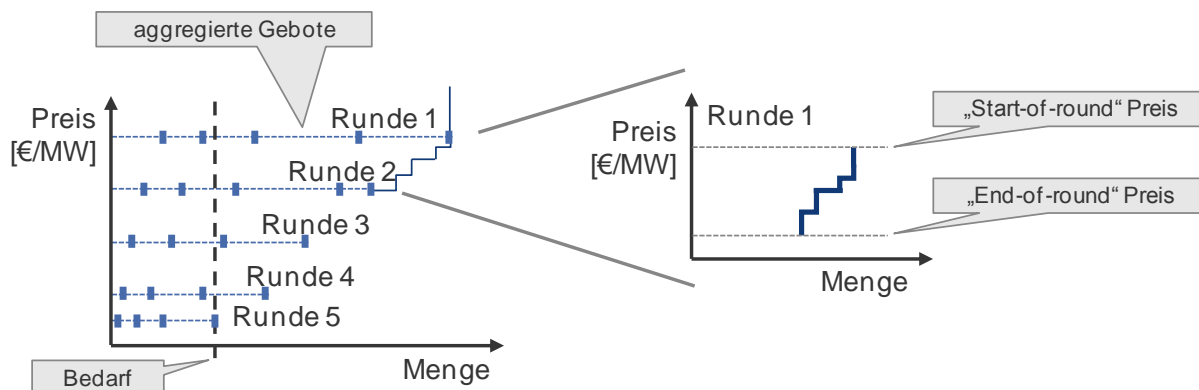 aggregierte Gebote
Preis
[€/MW]
Runde 1
Runde 2
Runde 3
Runde 4
Runde 5
Menge
Bedarf
Runde 1
Preis
[€/MW]
„Start-of-round“ Preis
„End-of-round“ Preis
Menge